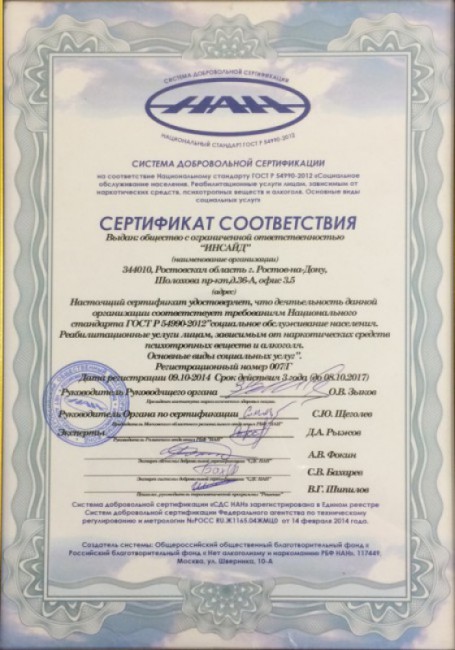 СИСТЕМА ДОБРОВОЛЬНОЙ СЕРТИФИКАЦИИ
НАН
НАЦИОНАЛЬНЫЙ СТАНДАРТ ГОСТ Р 54990-2012
СИСТЕМА ДОБРОВОЛЬНОЙ СЕРТИФИКАЦИИ
на соответствие Национальному стандарту ГОСТ Р 54990-2012 «Социальное
обслуживание населения. Реабилитационные услуги лицам, зависимым от
наркотических средств, психотропных веществ и алкоголя. Основные виды
социальных услуг»
СЕРТИФИКАТ СООТВЕТСТВИЯ
Выдан: общество с ограниченной ответственностью
"ИНСАЙД"
(наименование организации)
344010, Ростовская область г. Ростов-на-Дону,
Шолохова пр-кт,д.36-А, офис 3.5
(адрес)
Настоящий сертификат удостоверяет, что деятельность данной
организации соответствует требованиям Национального
стандарта ГОСТ Р 54990-2012"социальное обслуживание населения.
Реабилитационные услуги лицам, зависимым от наркотических средств
психотропных веществ и алкоголя.
Основные виды социальных услуг".
Регистрационный номер 007/Г
Дата регистрации 09.10-2014 Срок действия 3 года (до 08.10.2017)
Руководитель Руководящего органа О.В. Зыков
Руководитель Органа по сертификации С.Ю. Щеголев
Эксперты Д.А. Рыжов
А.В. Фокин
С.В. Бахарев
В.Г. Шипилов
Система добровольной сертификации «СДС НАН» зарегистрирована в Едином реестре
Систем добровольной сертификации Федерального агентства по техническому
регулированию и метрологии №РОСС RU.Ж1165.04ЖМЦ0 от 14 февраля 2014 года.
Создатель системы: Общероссийский общественный благотворительный фонд «
Российский благотворительный фонд « Нет алкоголизму и наркомании РБФ НАН». 117449,
Москва, ул. Шверника, 10-А